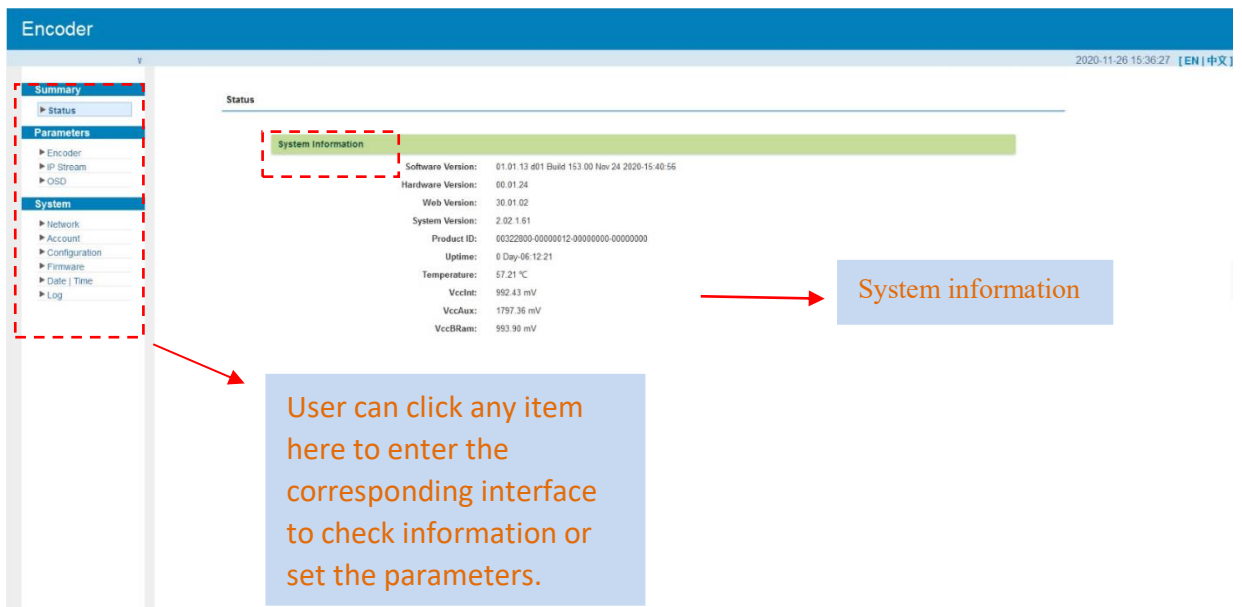 Encoder
2020-11-26 15:36:27 [ EN | 中文 ]
Summary
Status
Parameters
Encoder
IP Stream
OSD
System
Network
Account
Configuration
Firmware
Date | Time
Log
Status
System Information
Software Version: 01.01.13 d01 Build 153.00 Nov 24 2020-15:40:56
Hardware Version: 00.01.24
Web Version: 30.01.02
System Version: 2.02.1.61
Product ID: 00322800-00000012-00000000-00000000
Uptime: 0 Day-06:12:21
Temperature: 57.21 ℃
VccInt: 992.43 mV
VccAux: 1797.36 mV
VccBRam: 993.90 mV
System information
User can click any item
here to enter the
corresponding interface
to check information or
set the parameters.